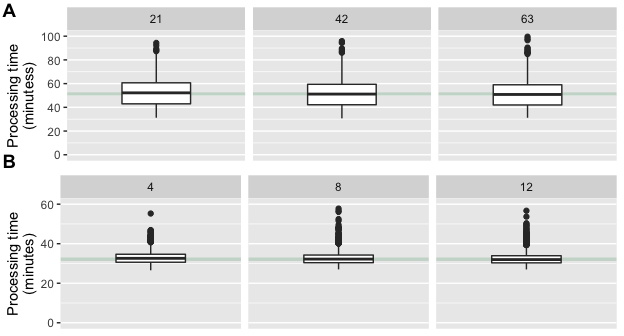 A
21 42 63
100
80
60
40
20
0
Processing time
(minutess)
B
4 8 12
60
40
20
0
Processing time
(minutes)